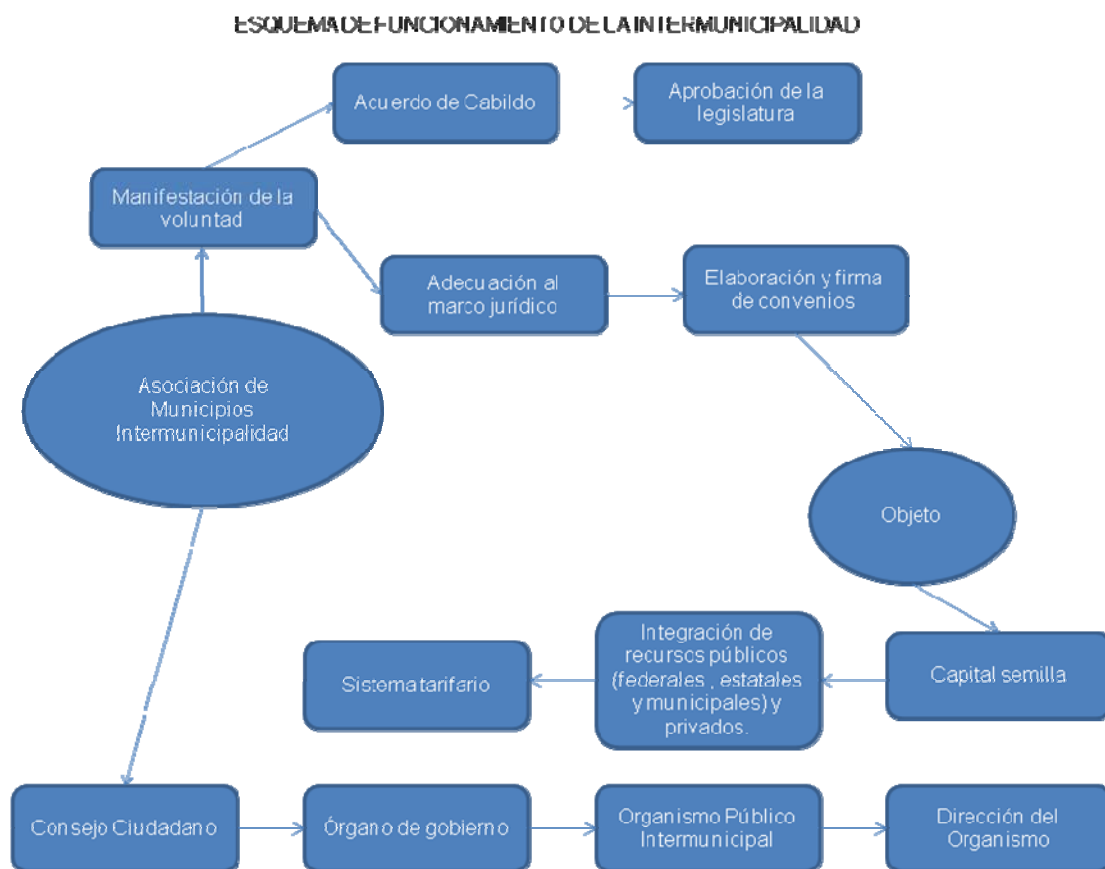 ESQUEMA DE FUNCIONAMIENTO DE LA INTERMUNICIPALIDAD
Acuerdo de Cabildo
Aprobación de la
legislatura
Manifestación de la
voluntad
Adecuación al
marco jurídico
Elaboración y firma
de convenios
Asociación de
Municipios
Intermunicipalidad
Objeto
Integración de
recursos públicos
(federales , estatales
y municipales) y
privados.
Sistema tarifario
Capital semilla
Consejo Ciudadano
Órgano de gobierno
Organismo Público
Intermunicipal
Dirección del
Organismo